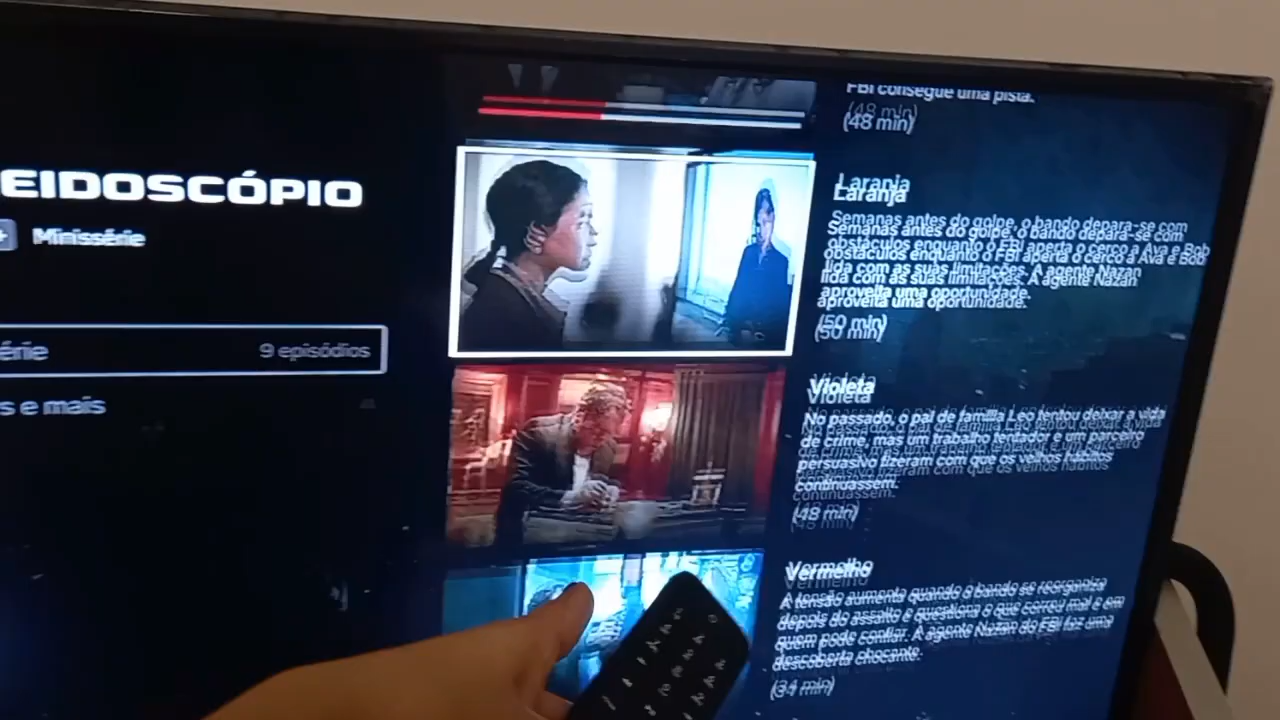 EIDOSCÓPIO
Minissérie
érie
9 episódios
s e mais
FBI consegue uma pista.
(48 min)
Laranja
Semanas antes do golpe, o bando depara-se com
obstáculos enquanto o FBI aperta o cerco a Ava e Bob
lida com as suas limitações. A agente Nazan
aproveita uma oportunidade.
(50 min)
Violeta
No passado, o pai de família Leo tentou deixar a vida
de crime, mas um trabalho tentador e um parceiro
persuasivo fizeram com que os velhos hábitos
continuassem.
(48 min)
Vermelho
A tensão aumenta quando o bando se reorganiza
depois do assalto e questiona o que correu mal e em
quem pode confiar. A agente Nazan do FBI faz uma
descoberta chocante.
(34 min)